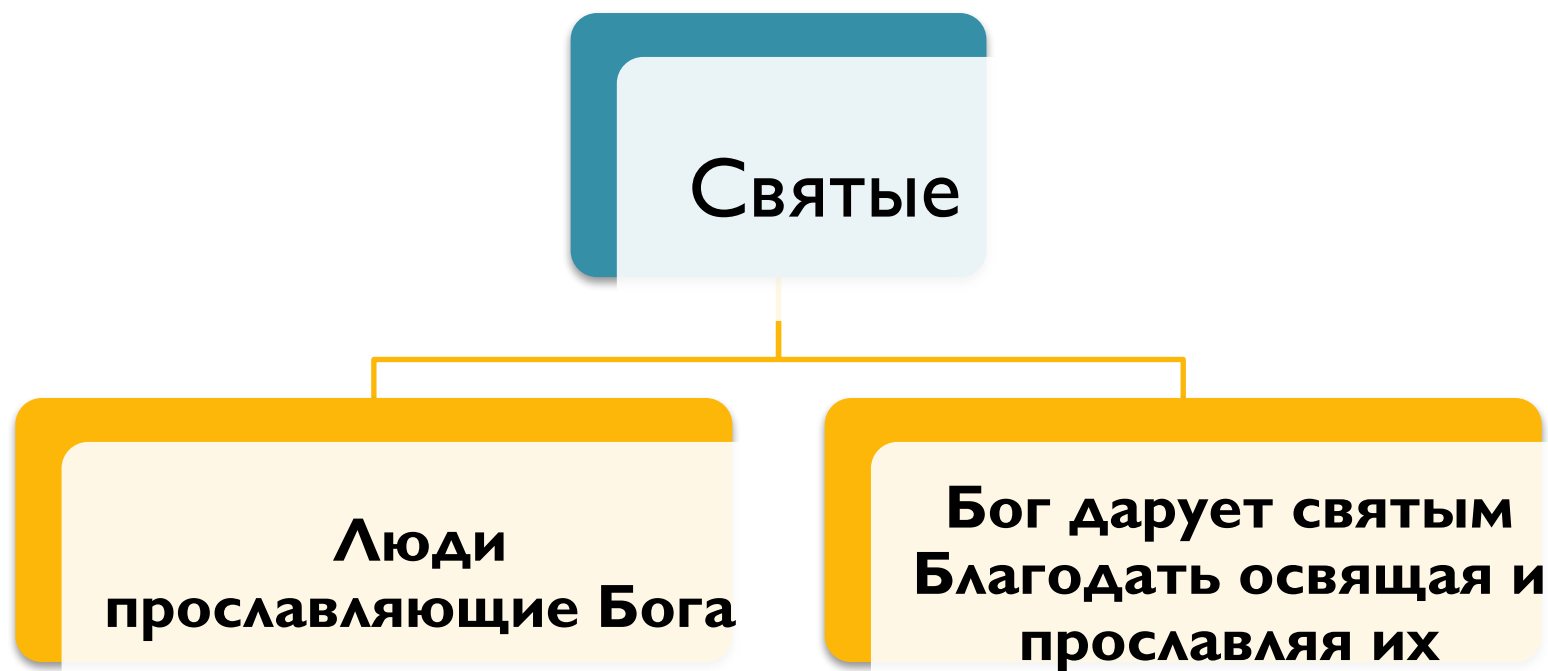 Святые
Люди
прославляющие Бога
Бог дарует святым
Благодать освящая и
прославляя их